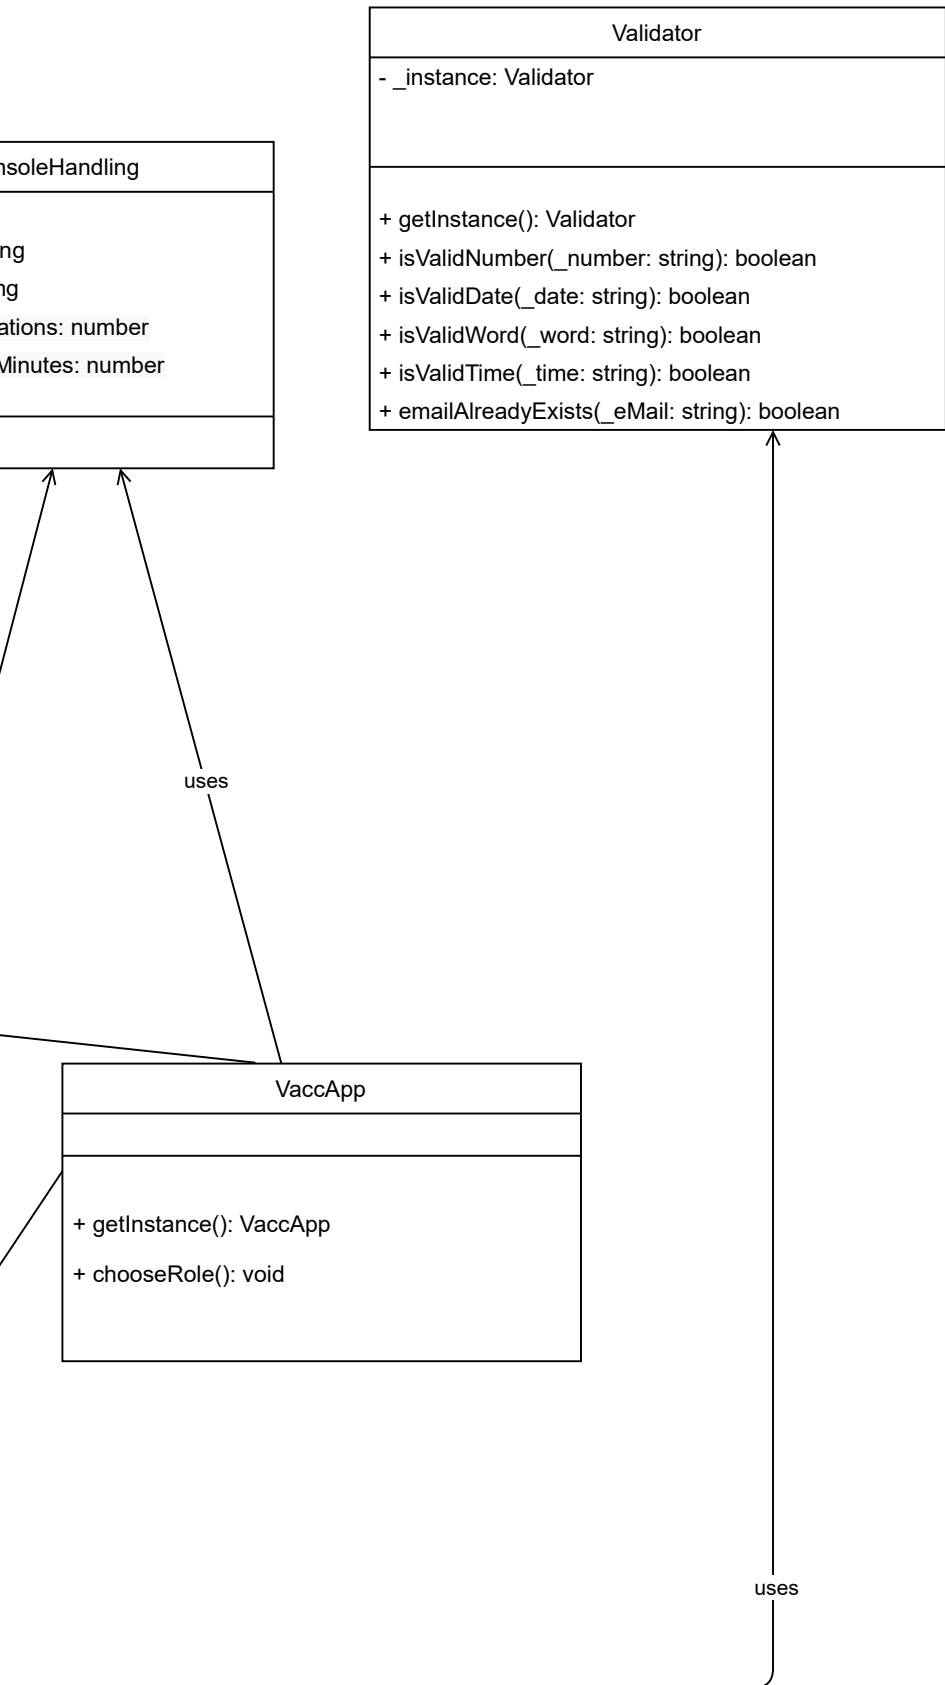 Validator
- _instance: Validator
+ getInstance(): Validator
+ isValidNumber(_number: string): boolean
+ isValidDate(_date: string): boolean
+ isValidWord(_word: string): boolean
+ isValidTime(_time: string): boolean
+ emailAlreadyExists(_eMail: string): boolean
nsoleHandling
ng
ng
ations: number
Minutes: number
uses
VaccApp
+ getInstance(): VaccApp
+ chooseRole(): void
uses